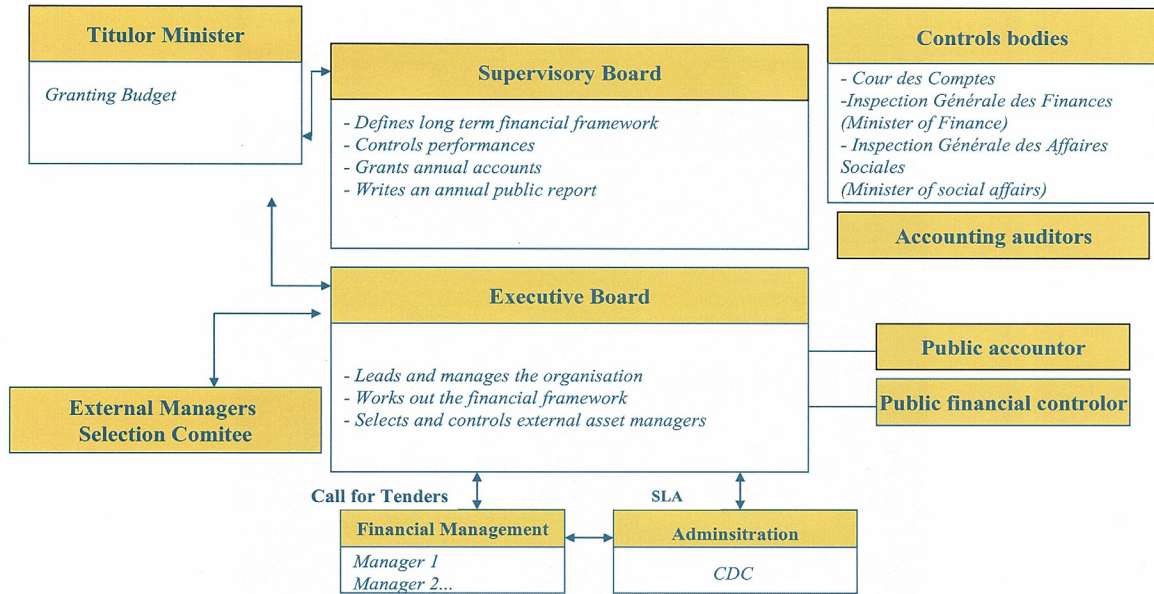 Titulor Minister
Granting Budget
Supervisory Board
- Defines long term financial framework
- Controls performances
- Grants annual accounts
- Writes an annual public report
Controls bodies
- Cour des Comptes
-Inspection Générale des Finances
(Minister of Finance)
- Inspection Générale des Affaires
Sociales
(Minister of social affairs)
Accounting auditors
Executive Board
- Leads and manages the organisation
- Works out the financial framework
- Selects and controls external asset managers
Public accountor
Public financial controlor
External Managers
Selection Comitee
Call for Tenders
SLA
Financial Management
Manager 1
Manager 2...
Adminsitration
CDC